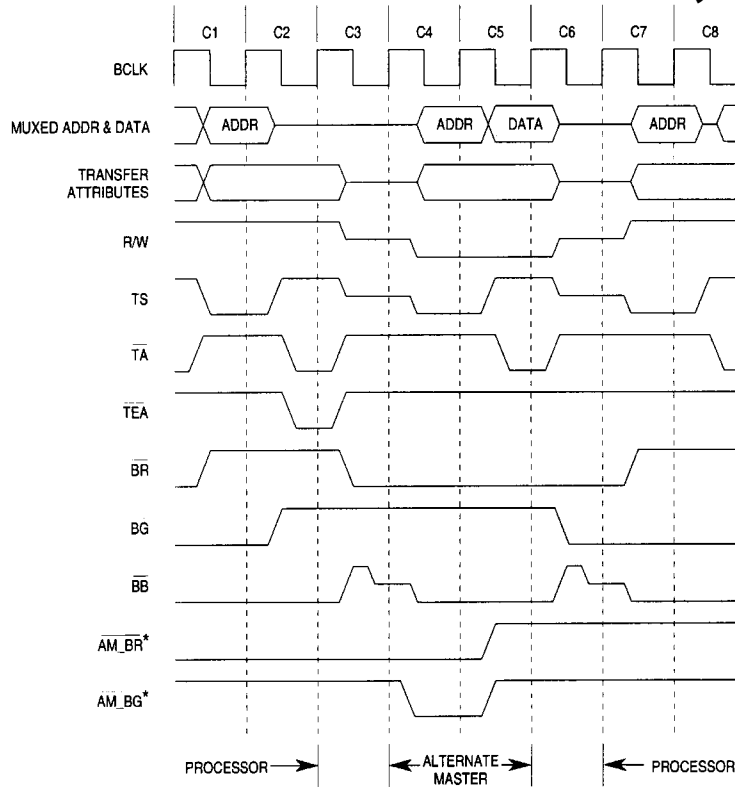 C1 C2 C3 C4 C5 C6 C7 C8
BCLK
MUXED ADDR & DATA
ADDR ADDR DATA ADDR
TRANSFER
ATTRIBUTES
R/W
TS
TA
TEA
BR
BG
BB
AM_BR*
AM_BG*
PROCESSOR
ALTERNATE
MASTER
PROCESSOR